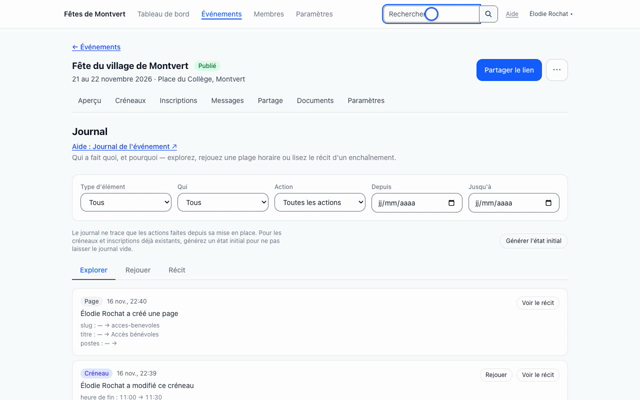 Fêtes de Montvert Tableau de bord Événements Membres Paramètres Rechercher Aide Élodie Rochat
← Événements
Fête du village de Montvert Publié
21 au 22 novembre 2026 · Place du Collège, Montvert
Partager le lien ···
Aperçu Créneaux Inscriptions Messages Partage Documents Paramètres
Journal
Aide : Journal de l'événement ↗
Qui a fait quoi, et pourquoi — explorez, rejouez une plage horaire ou lisez le récit d'un enchaînement.
Type d'élément Qui Action Depuis Jusqu'à
Tous Tous Toutes les actions jj/mm/aaaa jj/mm/aaaa
Le journal ne trace que les actions faites depuis sa mise en place. Pour les
créneaux et inscriptions déjà existants, générez un état initial pour ne pas
laisser le journal vide.
Générer l'état initial
Explorer Rejouer Récit
Page 16 nov., 22:40 Voir le récit
Élodie Rochat a créé une page
slug : — → acces-benevoles
titre : — → Accès bénévoles
postes : — →
Créneau 16 nov., 22:39 Rejouer Voir le récit
Élodie Rochat a modifié ce créneau
heure de fin : 11:00 → 11:30